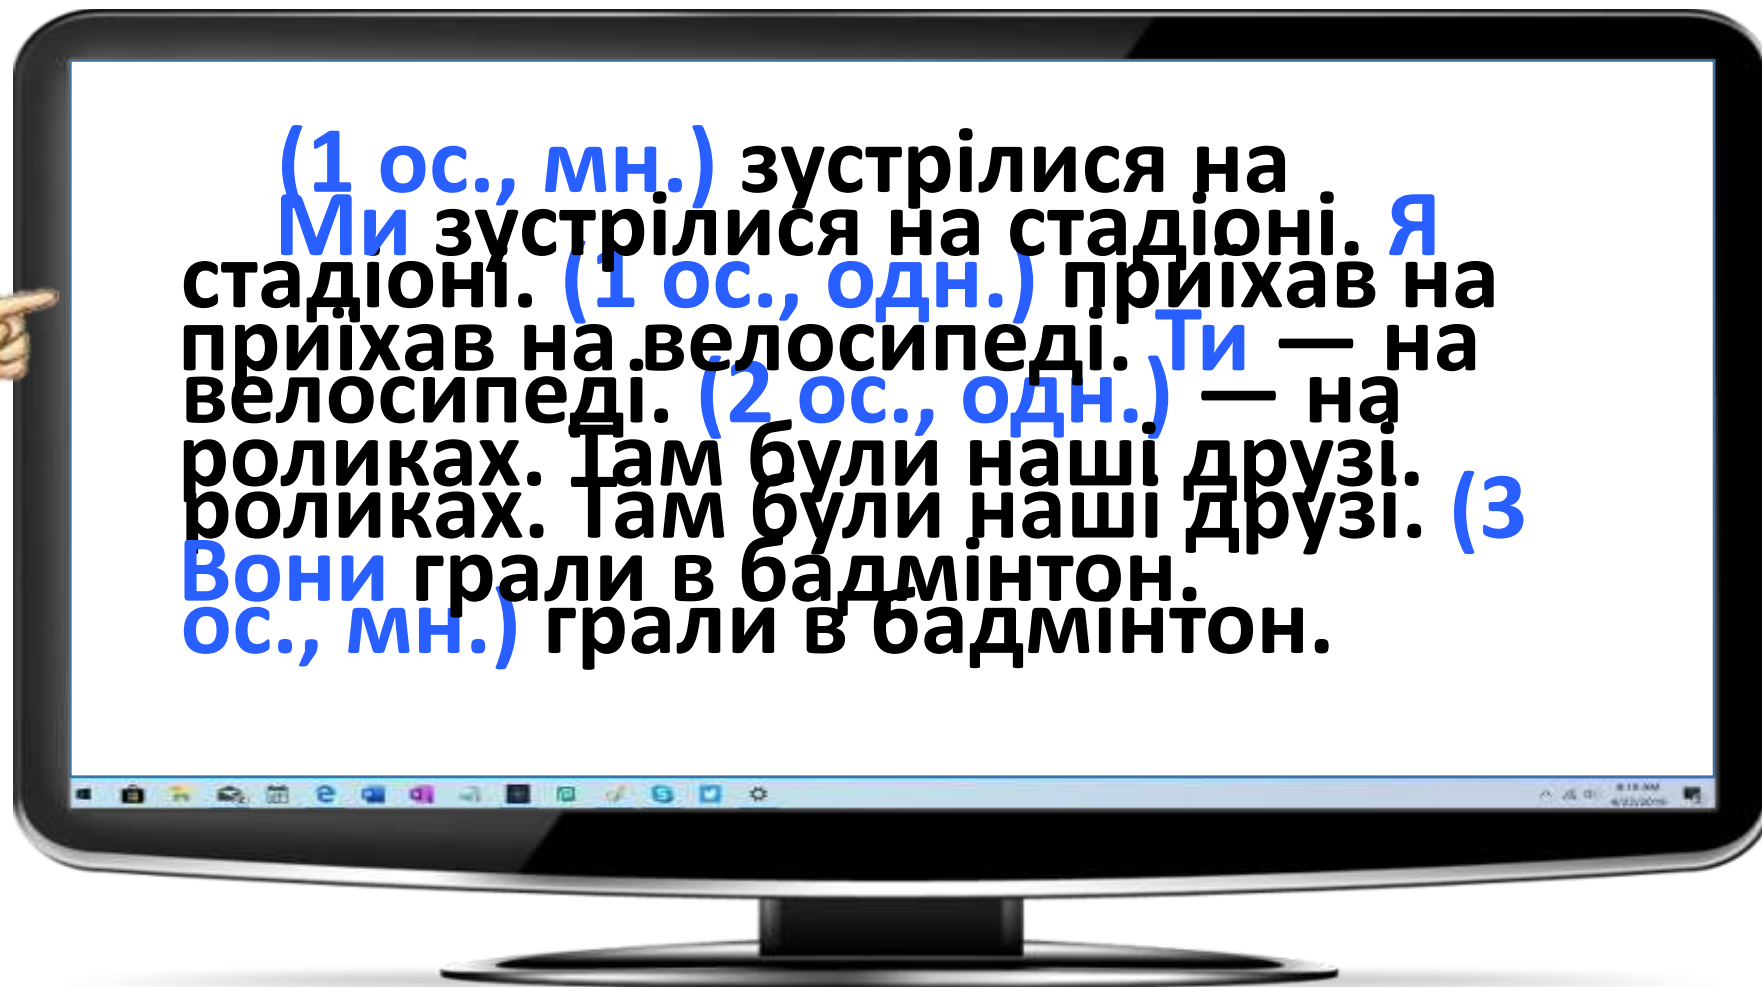 (1 ос., мн.) зустрілися на
Ми зустрілися на стадіоні. Я
стадіоні. (1 ос., одн.) приїхав на
приїхав на велосипеді. Ти — на
велосипеді. (2 ос., одн.) — на
роликах. Там були наші друзі.
роликах. Там були наші друзі. (3
Вони грали в бадмінтон.
ос., мн.) грали в бадмінтон.